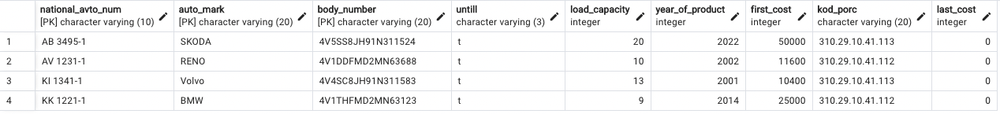 national_avto_num auto_mark body_number untill load_capacity year_of_product first_cost kod_porc last_cost
[PK] character varying (10) [PK] character varying (20) [PK] character varying (20) character varying (3) integer integer integer character varying (20) integer
1 AB 3495-1 SKODA 4V5SS8JH91N311524 t 20 2022 50000 310.29.10.41.113 0
2 AV 1231-1 RENO 4V1DDFMD2MN63688 t 10 2002 11600 310.29.10.41.112 0
3 KI 1341-1 Volvo 4V4SC8JH91N311583 t 13 2001 10400 310.29.10.41.113 0
4 KK 1221-1 BMW 4V1THFMD2MN63123 t 9 2014 25000 310.29.10.41.112 0